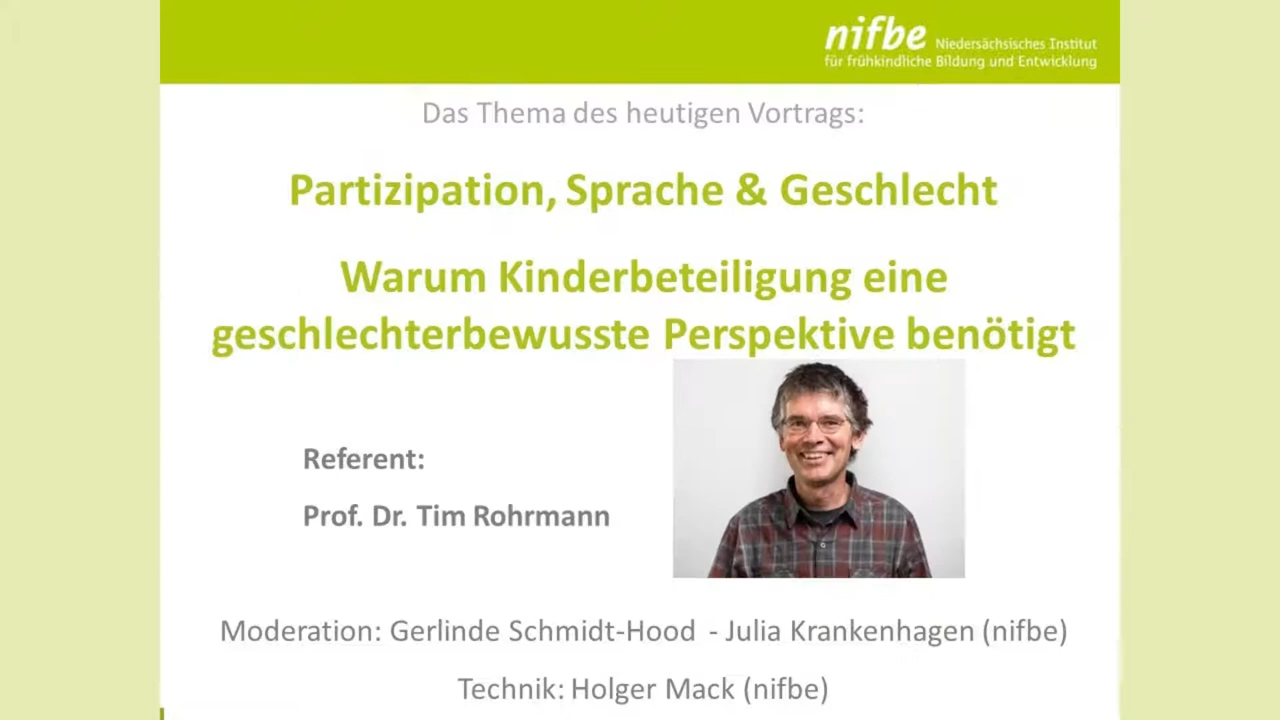 nifbe Niedersächsisches Institut
für frühkindliche Bildung und Entwicklung
Das Thema des heutigen Vortrags:
Partizipation, Sprache & Geschlecht
Warum Kinderbeteiligung eine
geschlechterbewusste Perspektive benötigt
Referent:
Prof. Dr. Tim Rohrmann
Moderation: Gerlinde Schmidt-Hood - Julia Krankenhagen (nifbe)
Technik: Holger Mack (nifbe)